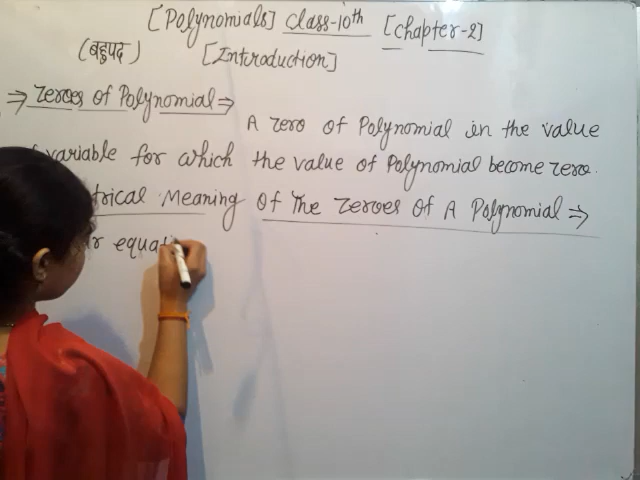 [Polynomials] Class-10th [Chapter-2]
(बहुपद) [Introduction]
⇒ Zeroes of Polynomial ⇒
A zero of Polynomial in the value
variable for which the value of Polynomial become zero.
Meaning Of The Zeroes Of A Polynomial ⇒